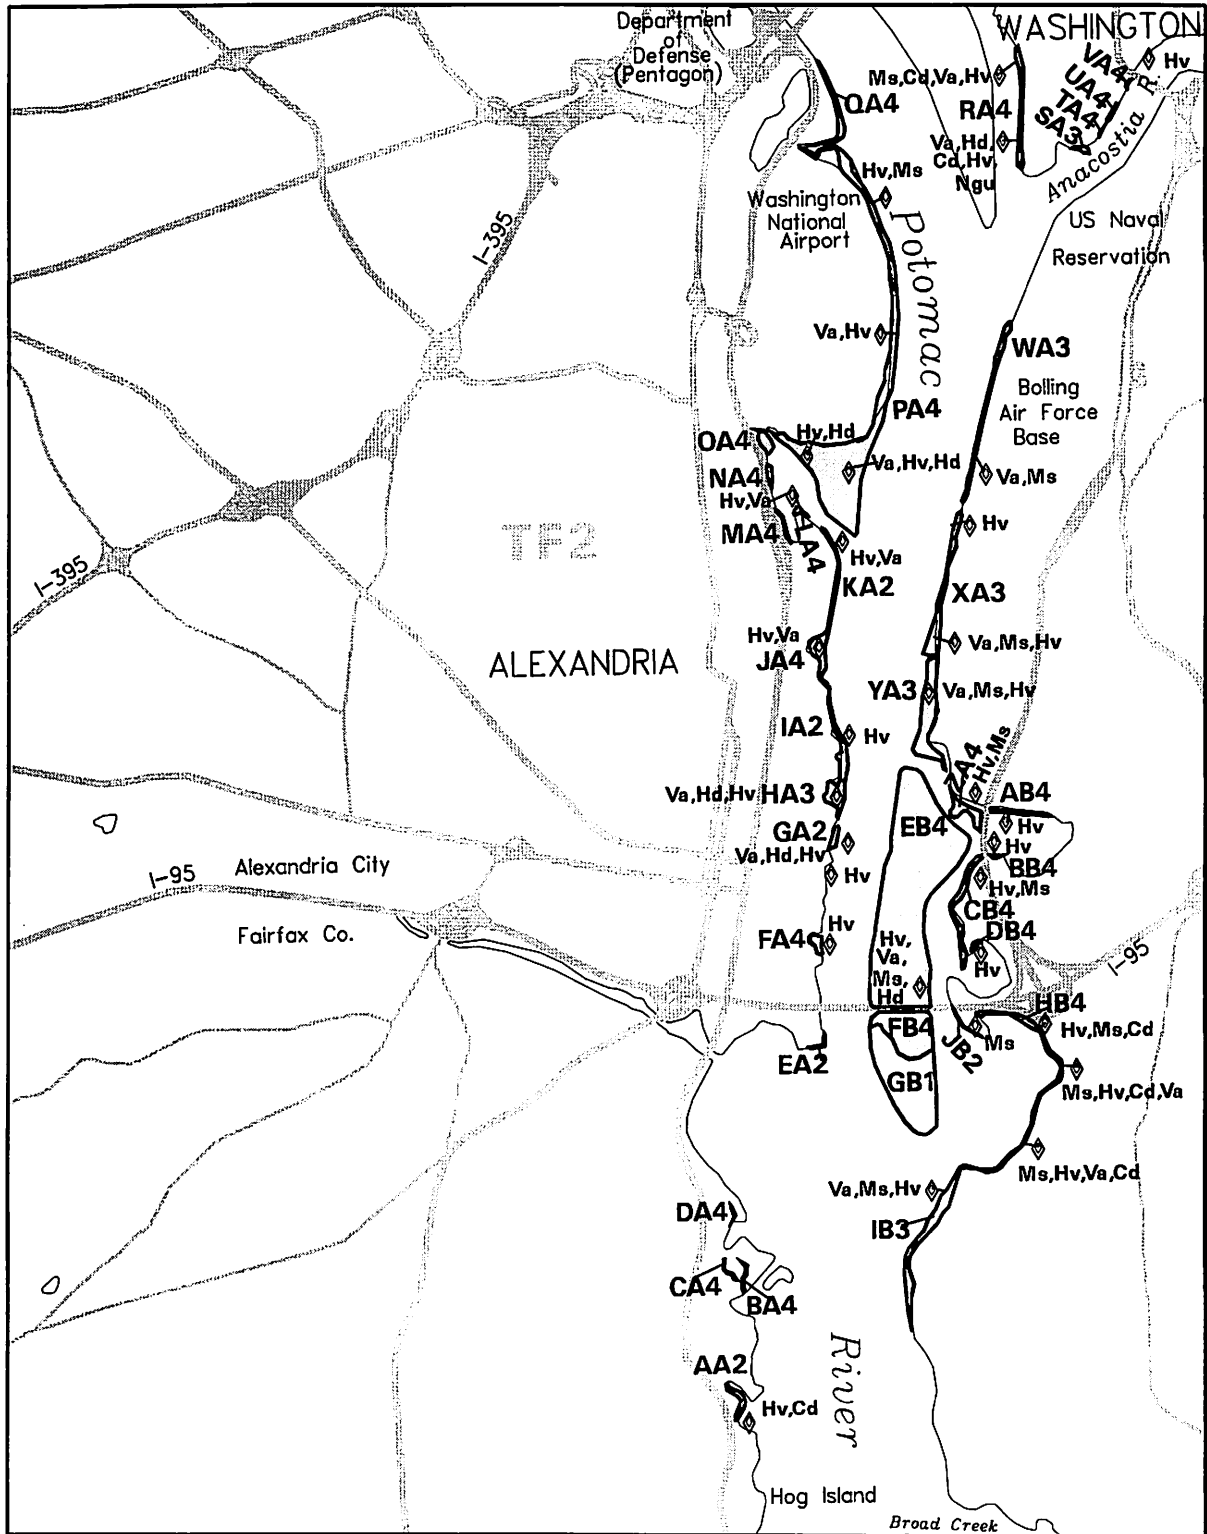 Department
of
Defense
(Pentagon)
WASHINGTON
Hv
VA4
UA4
TA4
SA3
Ms,Cd,Va,Hv
RA4
QA4
Va,Hd,
Cd,Hv,
Ngu
Anacostia R.
Hv,Ms
Washington
National
Airport
Potomac
US Naval
Reservation
I-395
Va,Hv
WA3
Bolling
Air Force
Base
PA4
Hv,Hd
OA4
Va,Hv,Hd
NA4
Hv,Va
Va,Ms
MA4
LA4
TF2
Hv
Hv,Va
KA2
I-395
XA3
Hv,Va
JA4
Va,Ms,Hv
ALEXANDRIA
YA3
Va,Ms,Hv
IA2
Hv
ZA4
Hv,Ms
Va,Hd,Hv
HA3
AB4
GA2
Va,Hd,Hv
EB4
Hv
Hv
BB4
Alexandria City
I-95
Hv
Hv,Ms
CB4
Fairfax Co.
FA4
Hv
Hv,
Va,
Ms,
Hd
DB4
Hv
I-95
HB4
FB4
JB2
Ms
Hv,Ms,Cd
EA2
GB1
Ms,Hv,Cd,Va
Ms,Hv,Va,Cd
Va,Ms,Hv
DA4
IB3
CA4
BA4
River
AA2
Hv,Cd
Hog Island
Broad Creek